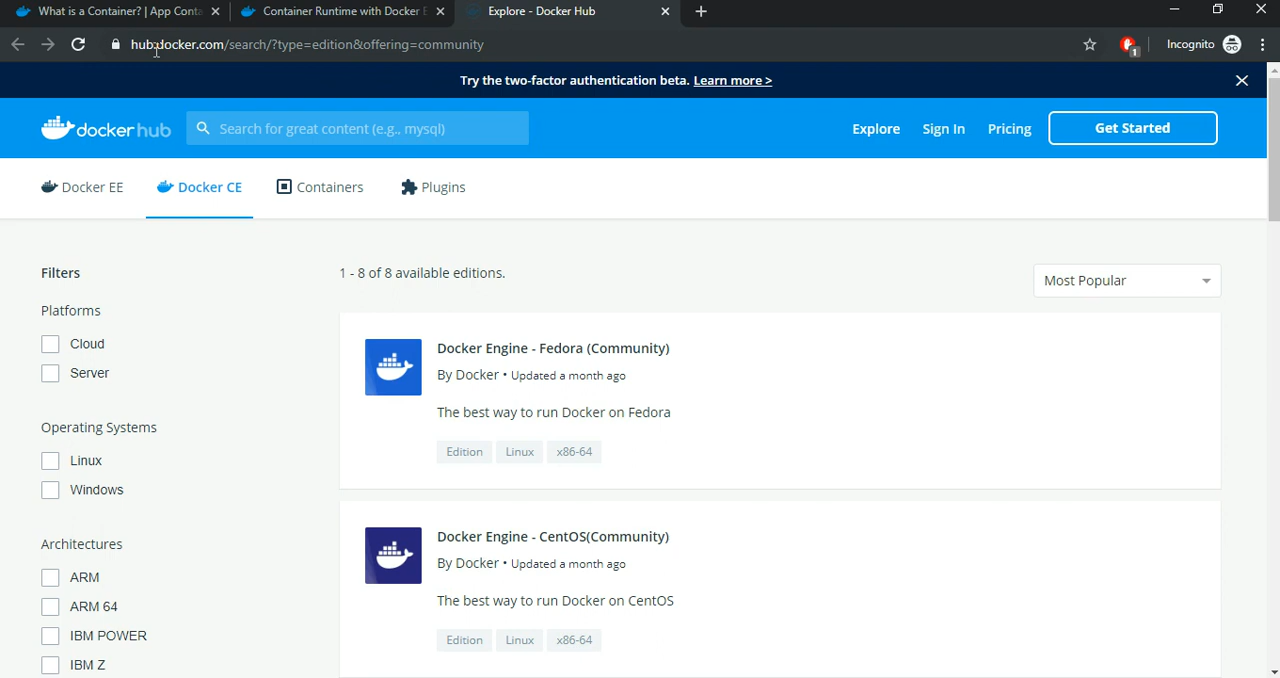 What is a Container? | App Conta
Container Runtime with Docker E
Explore - Docker Hub
hub.docker.com/search/?type=edition&offering=community
1
Incognito
Try the two-factor authentication beta. Learn more >
docker hub
Search for great content (e.g., mysql)
Explore
Sign In
Pricing
Get Started
Docker EE
Docker CE
Containers
Plugins
Filters
1 - 8 of 8 available editions.
Most Popular
Platforms
Cloud
Server
Operating Systems
Linux
Windows
Architectures
ARM
ARM 64
IBM POWER
IBM Z
Docker Engine - Fedora (Community)
By Docker • Updated a month ago
The best way to run Docker on Fedora
Edition Linux x86-64
Docker Engine - CentOS(Community)
By Docker • Updated a month ago
The best way to run Docker on CentOS
Edition Linux x86-64